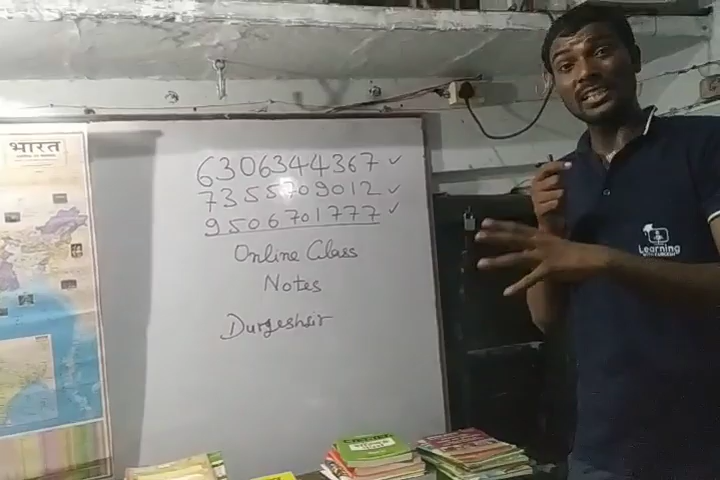 भारत
6306344367
7355709012
9506701777
Online Class
Notes
Durgeshsir
Learning